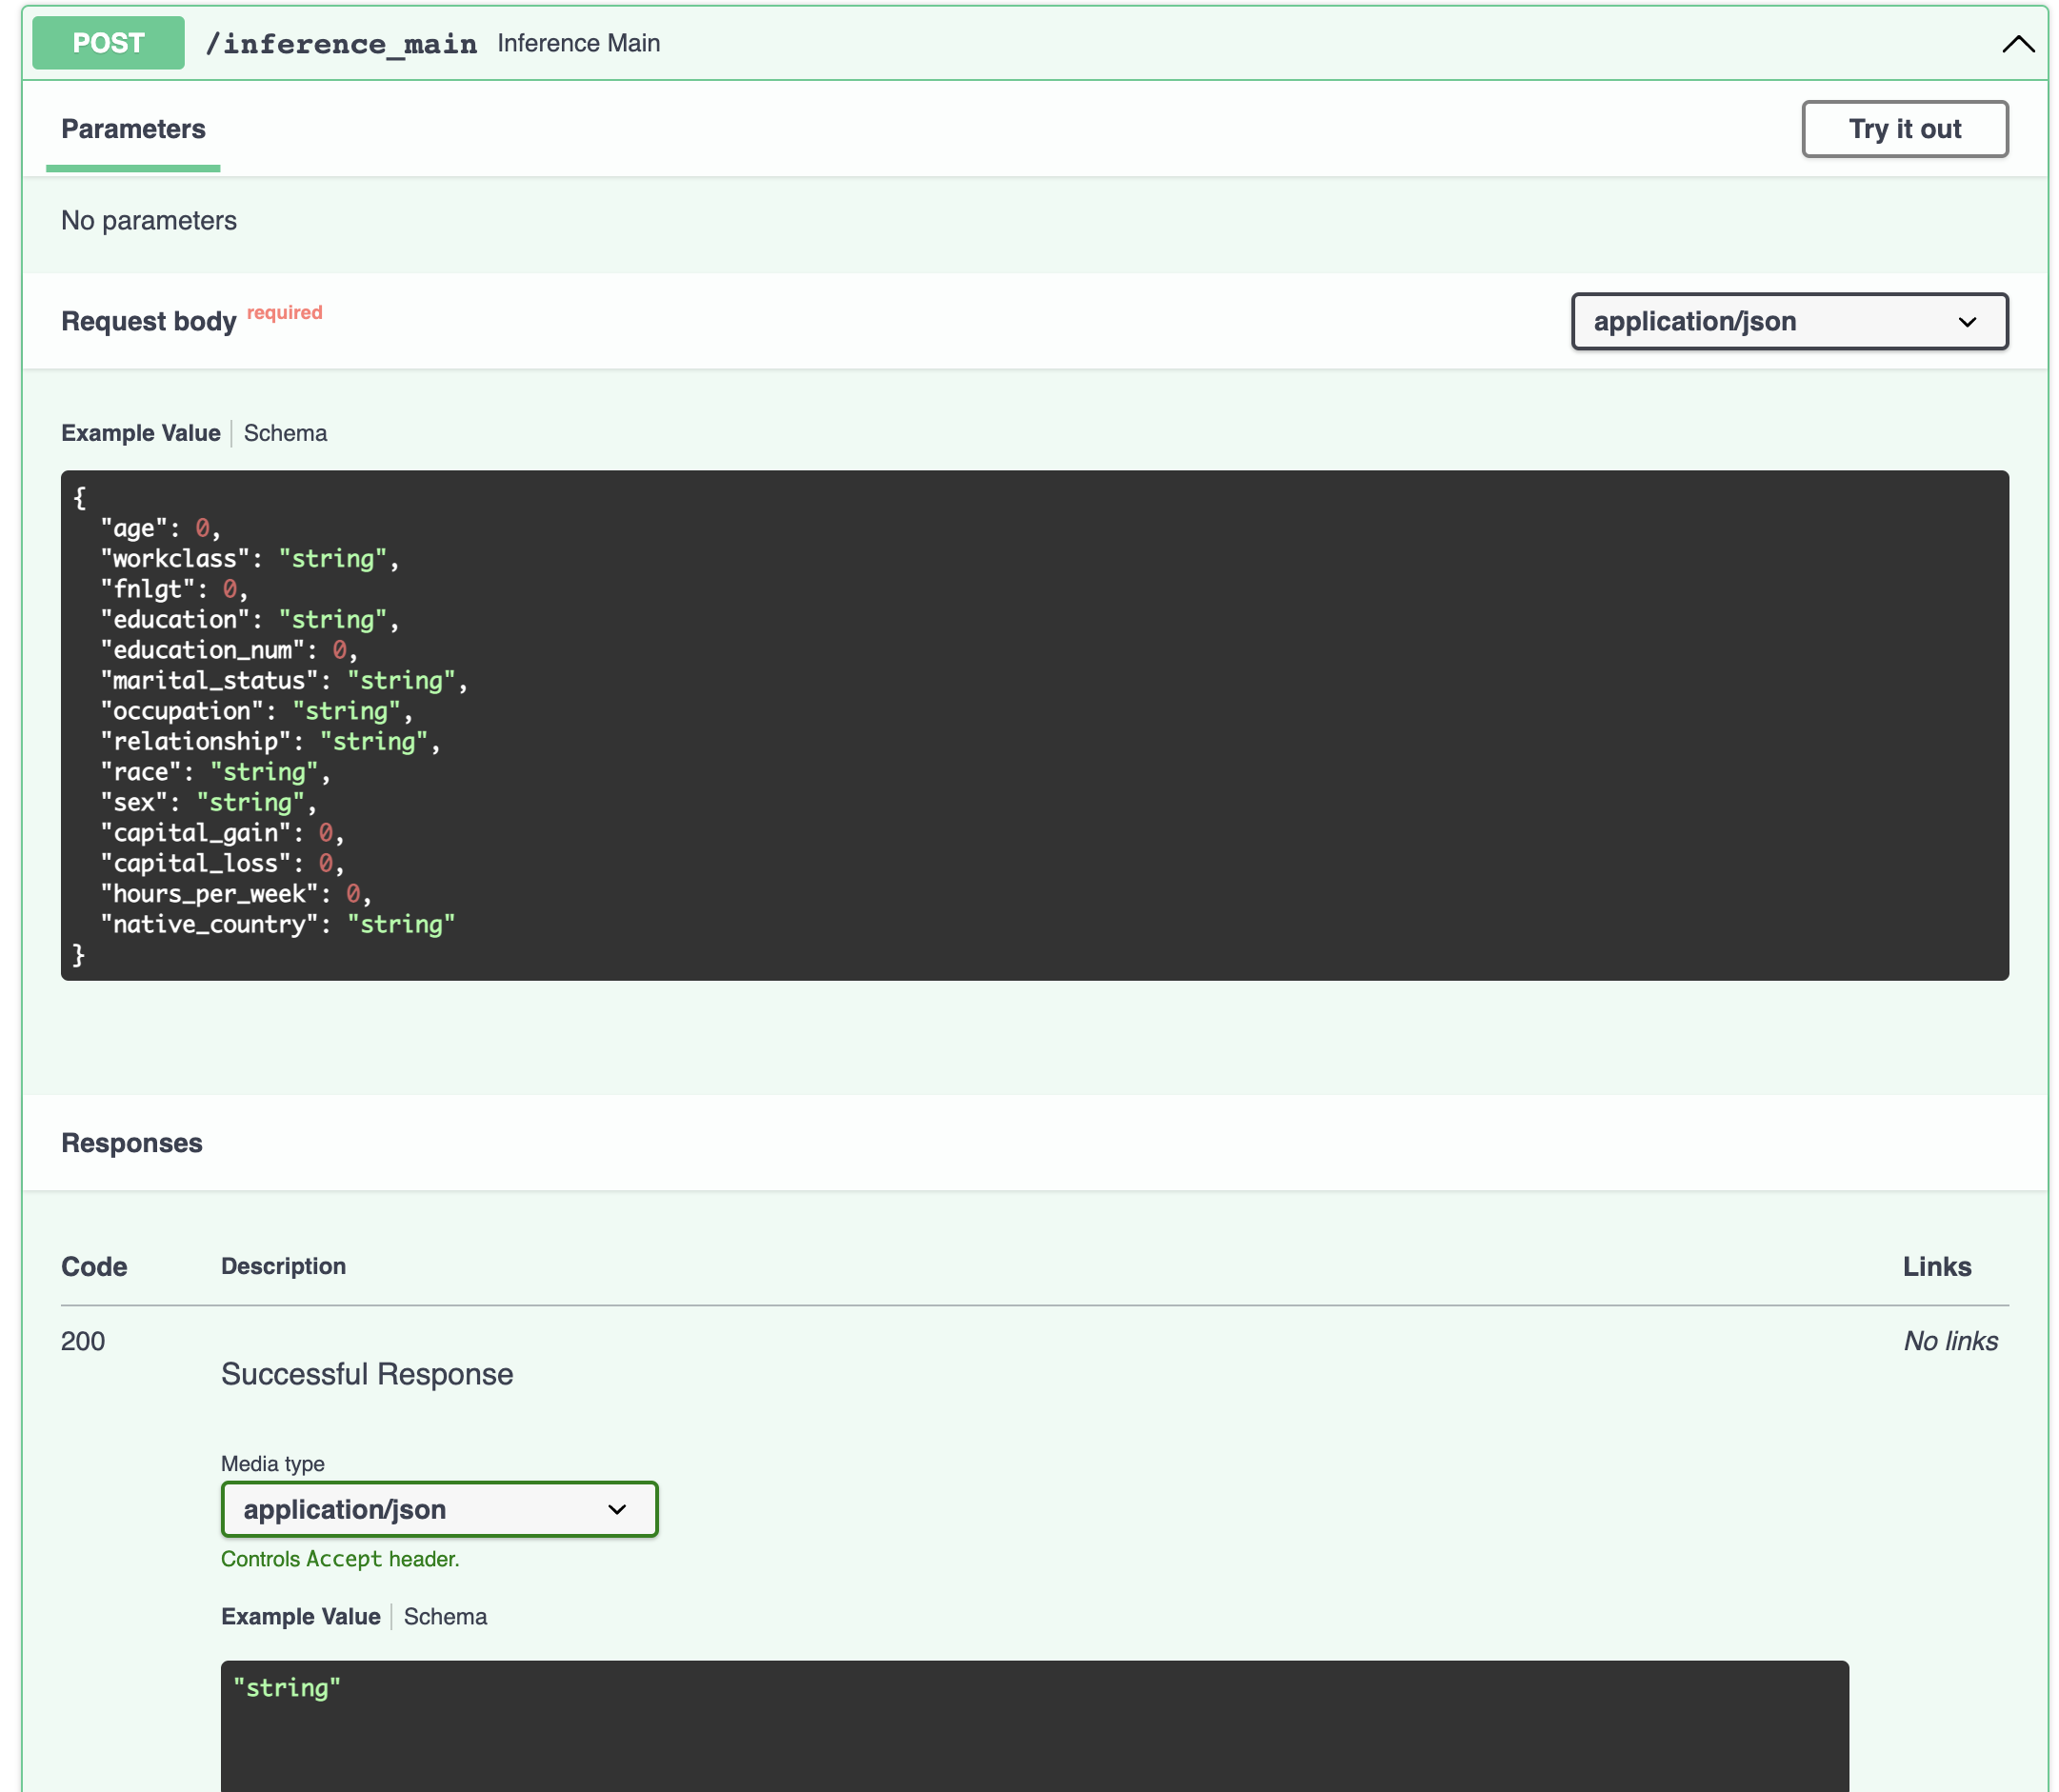 POST /inference_main Inference Main
Parameters
Try it out
No parameters
Request body required
application/json
Example Value Schema
{
  "age": 0,
  "workclass": "string",
  "fnlgt": 0,
  "education": "string",
  "education_num": 0,
  "marital_status": "string",
  "occupation": "string",
  "relationship": "string",
  "race": "string",
  "sex": "string",
  "capital_gain": 0,
  "capital_loss": 0,
  "hours_per_week": 0,
  "native_country": "string"
}
Responses
Code Description Links
200 No links
Successful Response
Media type
application/json
Controls Accept header.
Example Value Schema
"string"